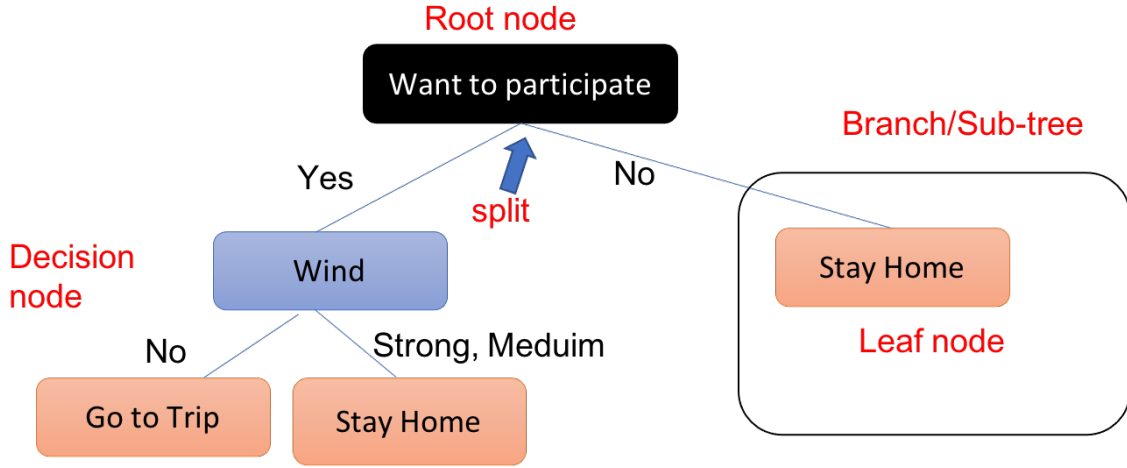 Root node
Want to participate
Branch/Sub-tree
Yes
No
split
Decision
node
Wind
Stay Home
Leaf node
No
Strong, Meduim
Go to Trip
Stay Home